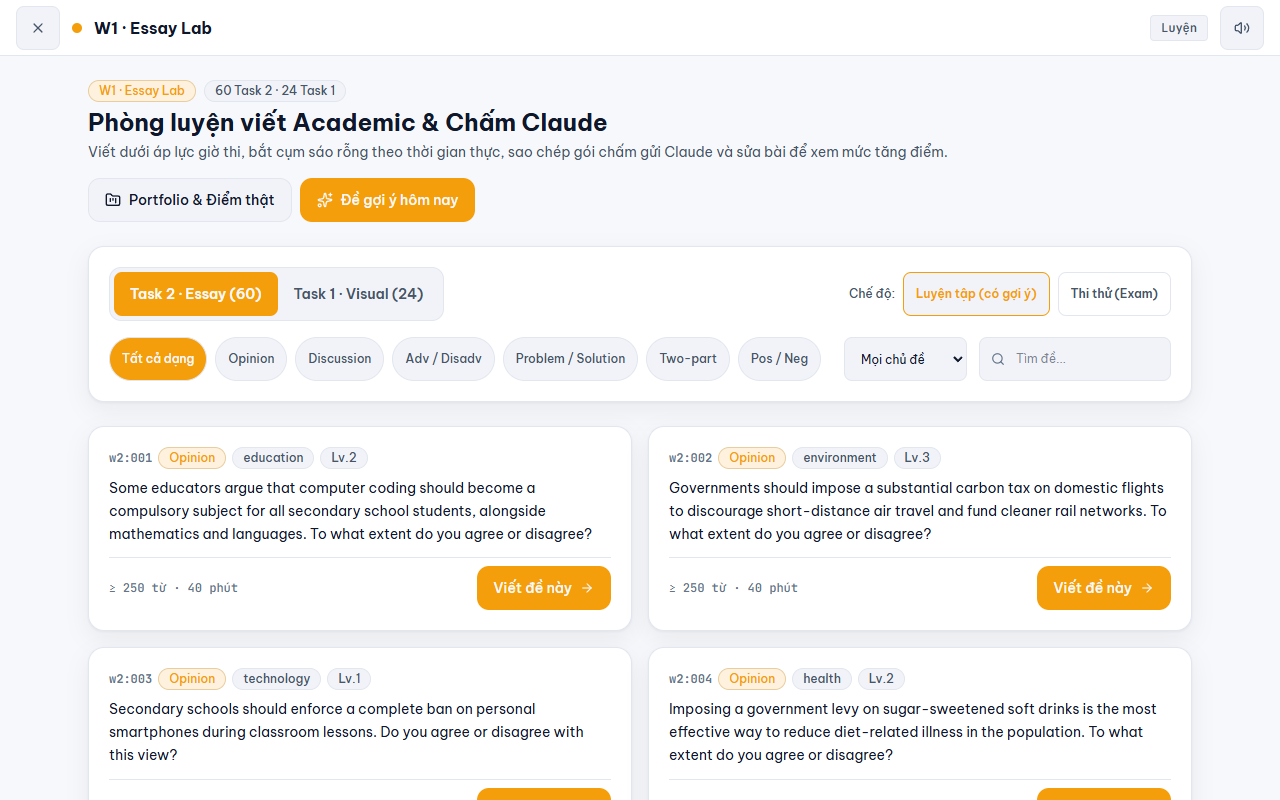 W1 · Essay Lab
Luyện
W1 · Essay Lab
60 Task 2 · 24 Task 1
Phòng luyện viết Academic & Chấm Claude
Viết dưới áp lực giờ thi, bắt cụm sáo rỗng theo thời gian thực, sao chép gói chấm gửi Claude và sửa bài để xem mức tăng điểm.
Portfolio & Điểm thật
Đề gợi ý hôm nay
Task 2 · Essay (60)
Task 1 · Visual (24)
Chế độ:
Luyện tập (có gợi ý)
Thi thử (Exam)
Tất cả dạng
Opinion
Discussion
Adv / Disadv
Problem / Solution
Two-part
Pos / Neg
Mọi chủ đề
Tìm đề...
w2:001 Opinion education Lv.2
Some educators argue that computer coding should become a
compulsory subject for all secondary school students, alongside
mathematics and languages. To what extent do you agree or disagree?
≥ 250 từ · 40 phút
Viết đề này →
w2:002 Opinion environment Lv.3
Governments should impose a substantial carbon tax on domestic flights
to discourage short-distance air travel and fund cleaner rail networks. To
what extent do you agree or disagree?
≥ 250 từ · 40 phút
Viết đề này →
w2:003 Opinion technology Lv.1
Secondary schools should enforce a complete ban on personal
smartphones during classroom lessons. Do you agree or disagree with
this view?
w2:004 Opinion health Lv.2
Imposing a government levy on sugar-sweetened soft drinks is the most
effective way to reduce diet-related illness in the population. To what
extent do you agree or disagree?